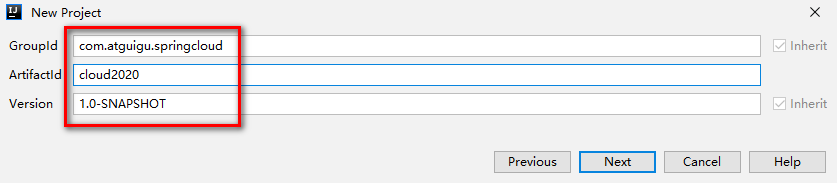 New Project
GroupId com.atguigu.springcloud Inherit
ArtifactId cloud2020
Version 1.0-SNAPSHOT Inherit
Previous Next Cancel Help